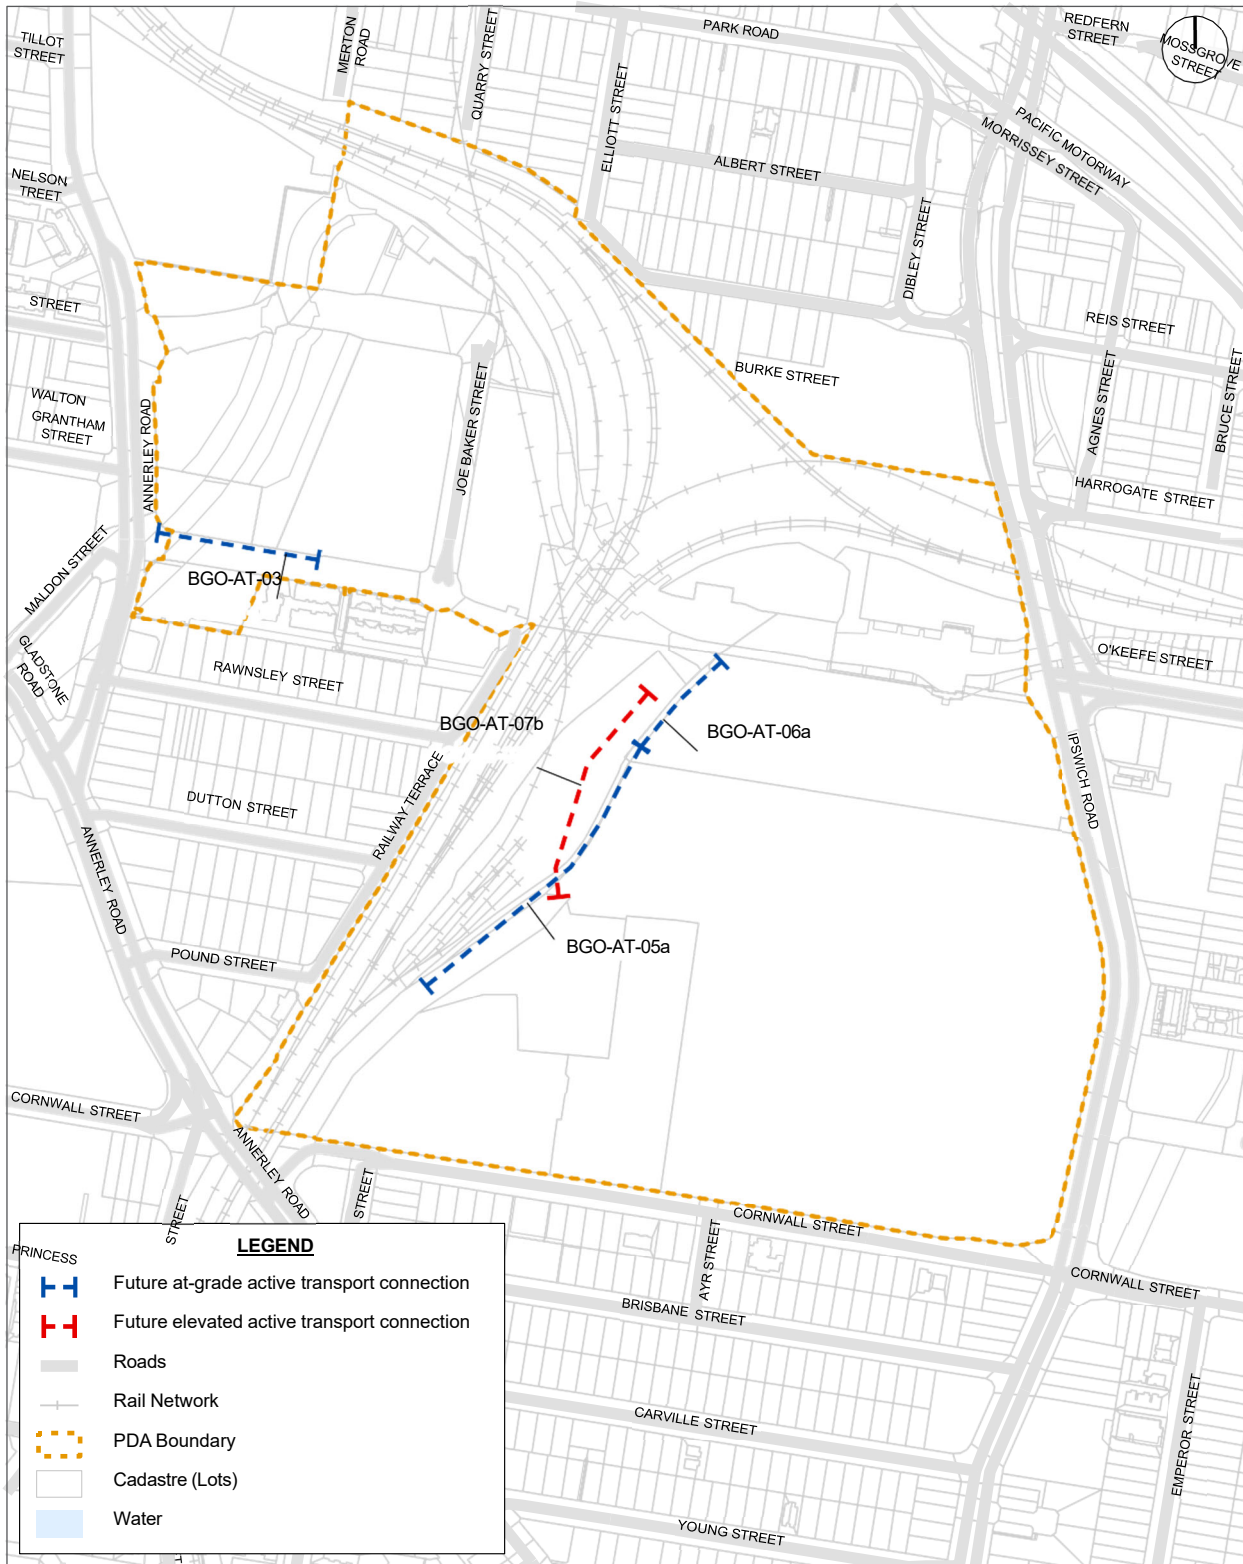 TILLOT
STREET
MERTON
ROAD
QUARRY STREET
PARK ROAD
REDFERN
STREET
MOSSGROVE
STREET
ELLIOTT STREET
PACIFIC MOTORWAY
MORRISSEY STREET
ALBERT STREET
NELSON
TREET
DIBLEY STREET
STREET
REIS STREET
BURKE STREET
AGNES STREET
BRUCE STREET
WALTON
GRANTHAM
STREET
ANNERLEY ROAD
JOE BAKER STREET
HARROGATE STREET
MALDON STREET
BGO-AT-03
GLADSTONE
ROAD
RAWNSLEY STREET
O'KEEFE STREET
BGO-AT-07b
BGO-AT-06a
IPSWICH ROAD
RAILWAY TERRACE
DUTTON STREET
ANNERLEY ROAD
BGO-AT-05a
POUND STREET
CORNWALL STREET
ANNERLEY ROAD
STREET
STREET
CORNWALL STREET
PRINCESS
AYR STREET
CORNWALL STREET
BRISBANE STREET
CARVILLE STREET
EMPEROR STREET
YOUNG STREET
LEGEND
Future at-grade active transport connection
Future elevated active transport connection
Roads
Rail Network
PDA Boundary
Cadastre (Lots)
Water